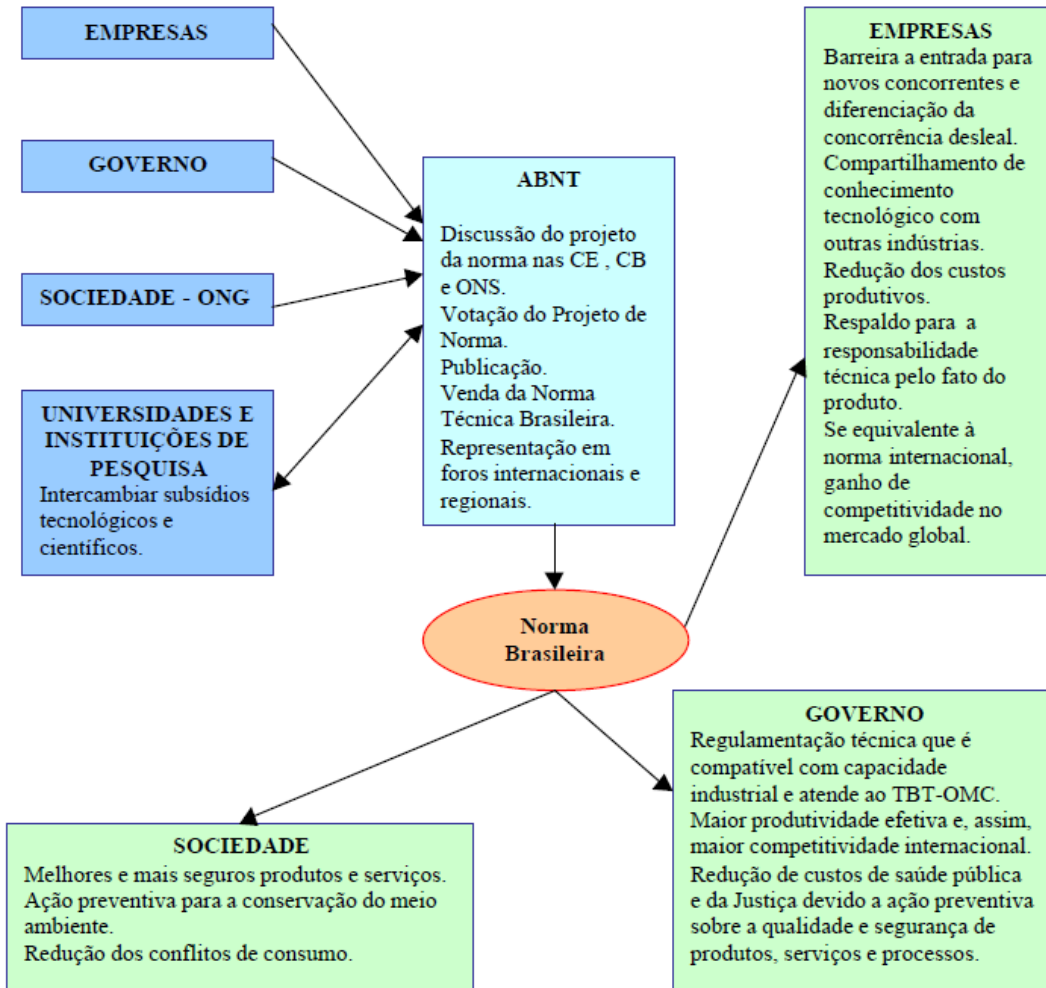 EMPRESAS
GOVERNO
SOCIEDADE - ONG
UNIVERSIDADES E
INSTITUIÇÕES DE
PESQUISA
Intercambiar subsídios
tecnológicos e
científicos.
ABNT
Discussão do projeto
da norma nas CE , CB
e ONS.
Votação do Projeto de
Norma.
Publicação.
Venda da Norma
Técnica Brasileira.
Representação em
foros internacionais e
regionais.
EMPRESAS
Barreira a entrada para
novos concorrentes e
diferenciação da
concorrência desleal.
Compartilhamento de
conhecimento
tecnológico com
outras indústrias.
Redução dos custos
produtivos.
Respaldo para a
responsabilidade
técnica pelo fato do
produto.
Se equivalente à
norma internacional,
ganho de
competitividade no
mercado global.
Norma
Brasileira
SOCIEDADE
Melhores e mais seguros produtos e serviços.
Ação preventiva para a conservação do meio
ambiente.
Redução dos conflitos de consumo.
GOVERNO
Regulamentação técnica que é
compatível com capacidade
industrial e atende ao TBT-OMC.
Maior produtividade efetiva e, assim,
maior competitividade internacional.
Redução de custos de saúde pública
e da Justiça devido a ação preventiva
sobre a qualidade e segurança de
produtos, serviços e processos.